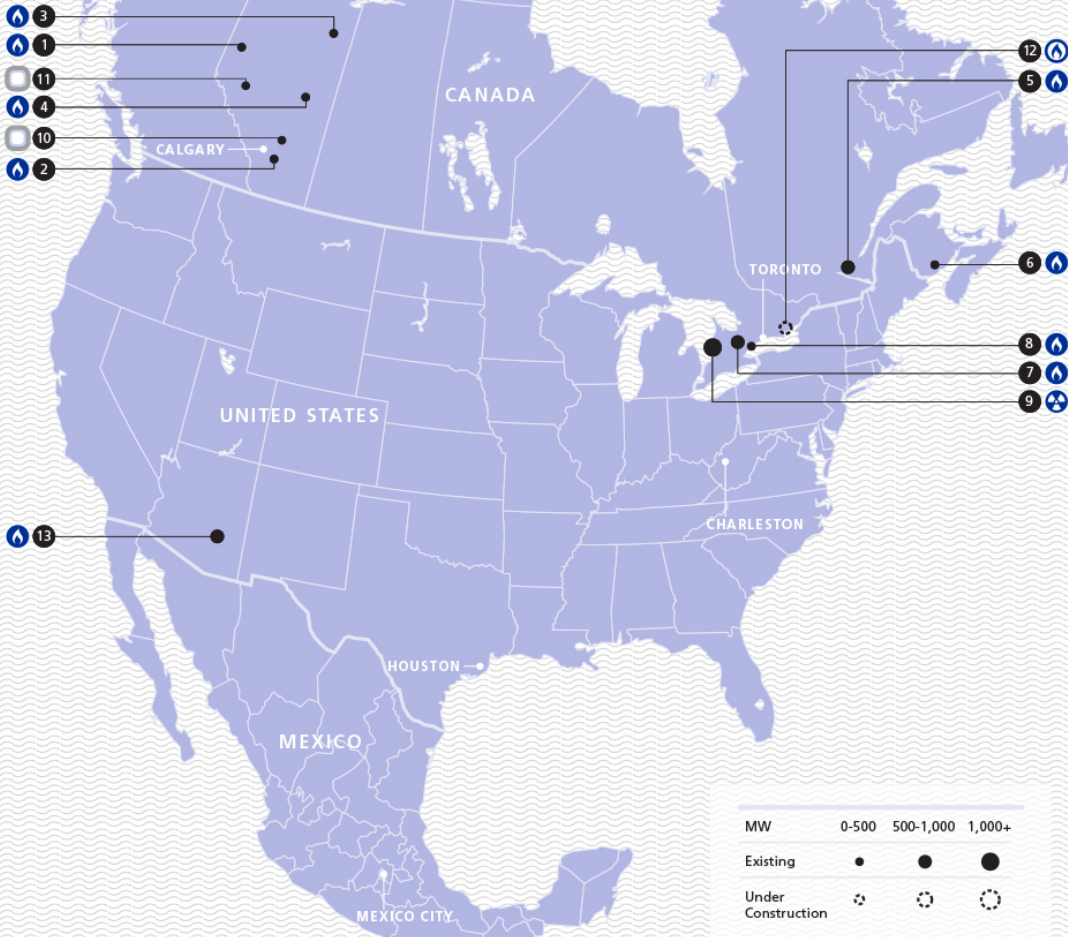 3
1
11
4
10
2
12
5
CANADA
CALGARY
6
TORONTO
8
7
9
UNITED STATES
CHARLESTON
13
HOUSTON
MEXICO
MEXICO CITY
MW 0-500 500-1,000 1,000+
Existing
Under
Construction